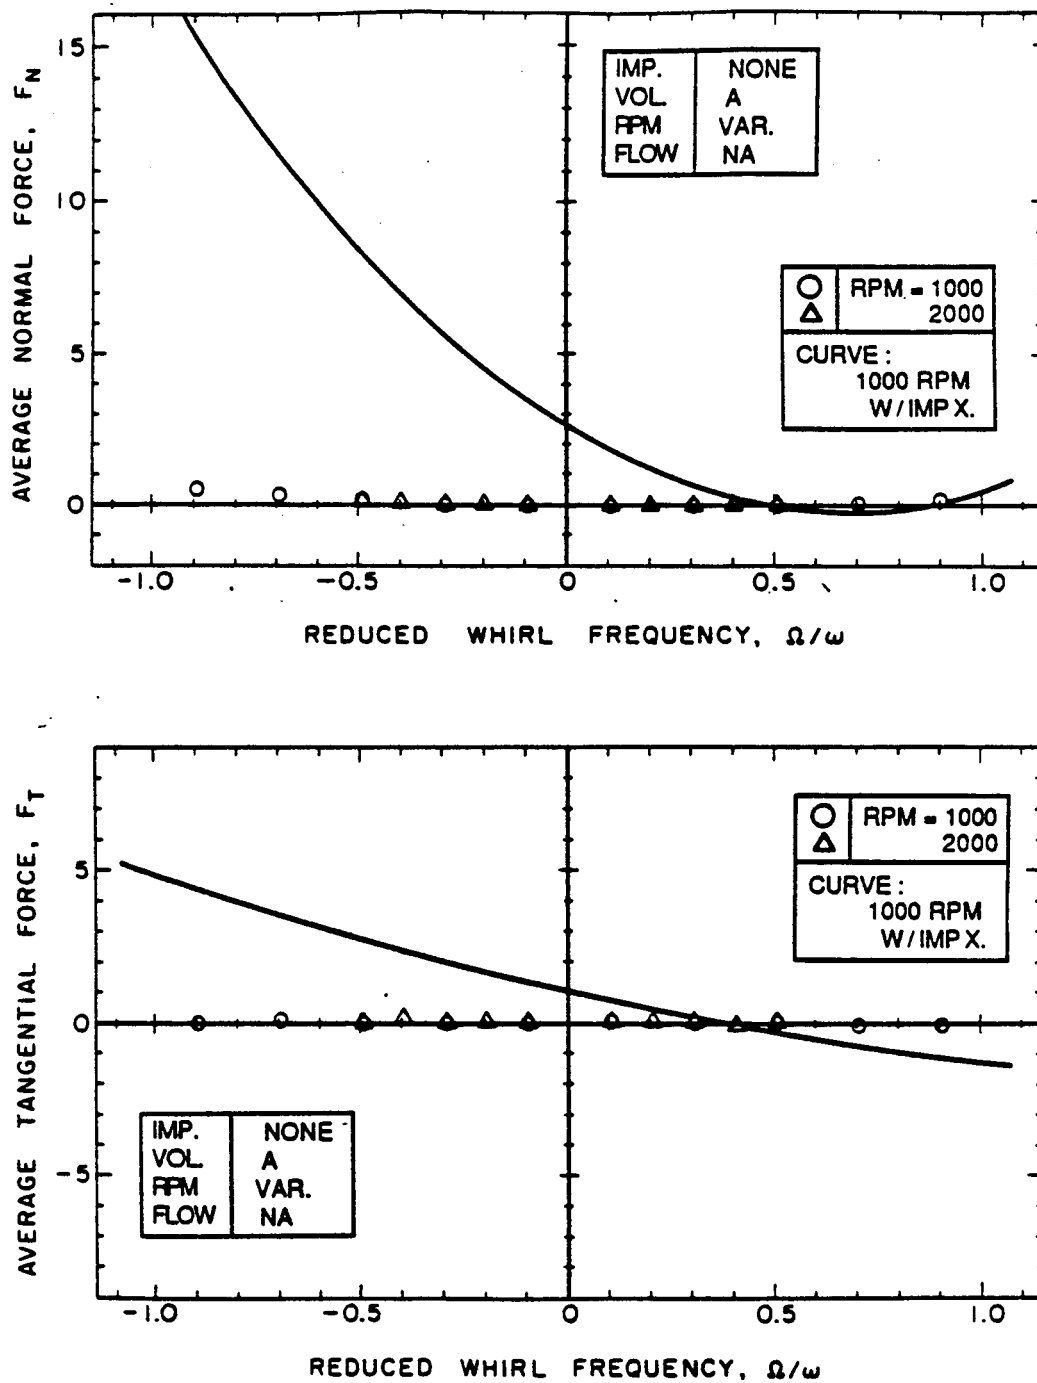 AVERAGE NORMAL FORCE, FN
15
10
5
0
IMP. NONE
VOL. A
RPM VAR.
FLOW NA
○ RPM = 1000
△ 2000
CURVE :
1000 RPM
W/IMP X.
-1.0 -0.5 0 0.5 1.0
REDUCED WHIRL FREQUENCY, Ω/ω
AVERAGE TANGENTIAL FORCE, FT
5
0
-5
○ RPM = 1000
△ 2000
CURVE :
1000 RPM
W/IMP X.
IMP. NONE
VOL. A
RPM VAR.
FLOW NA
-1.0 -0.5 0 0.5 1.0
REDUCED WHIRL FREQUENCY, Ω/ω